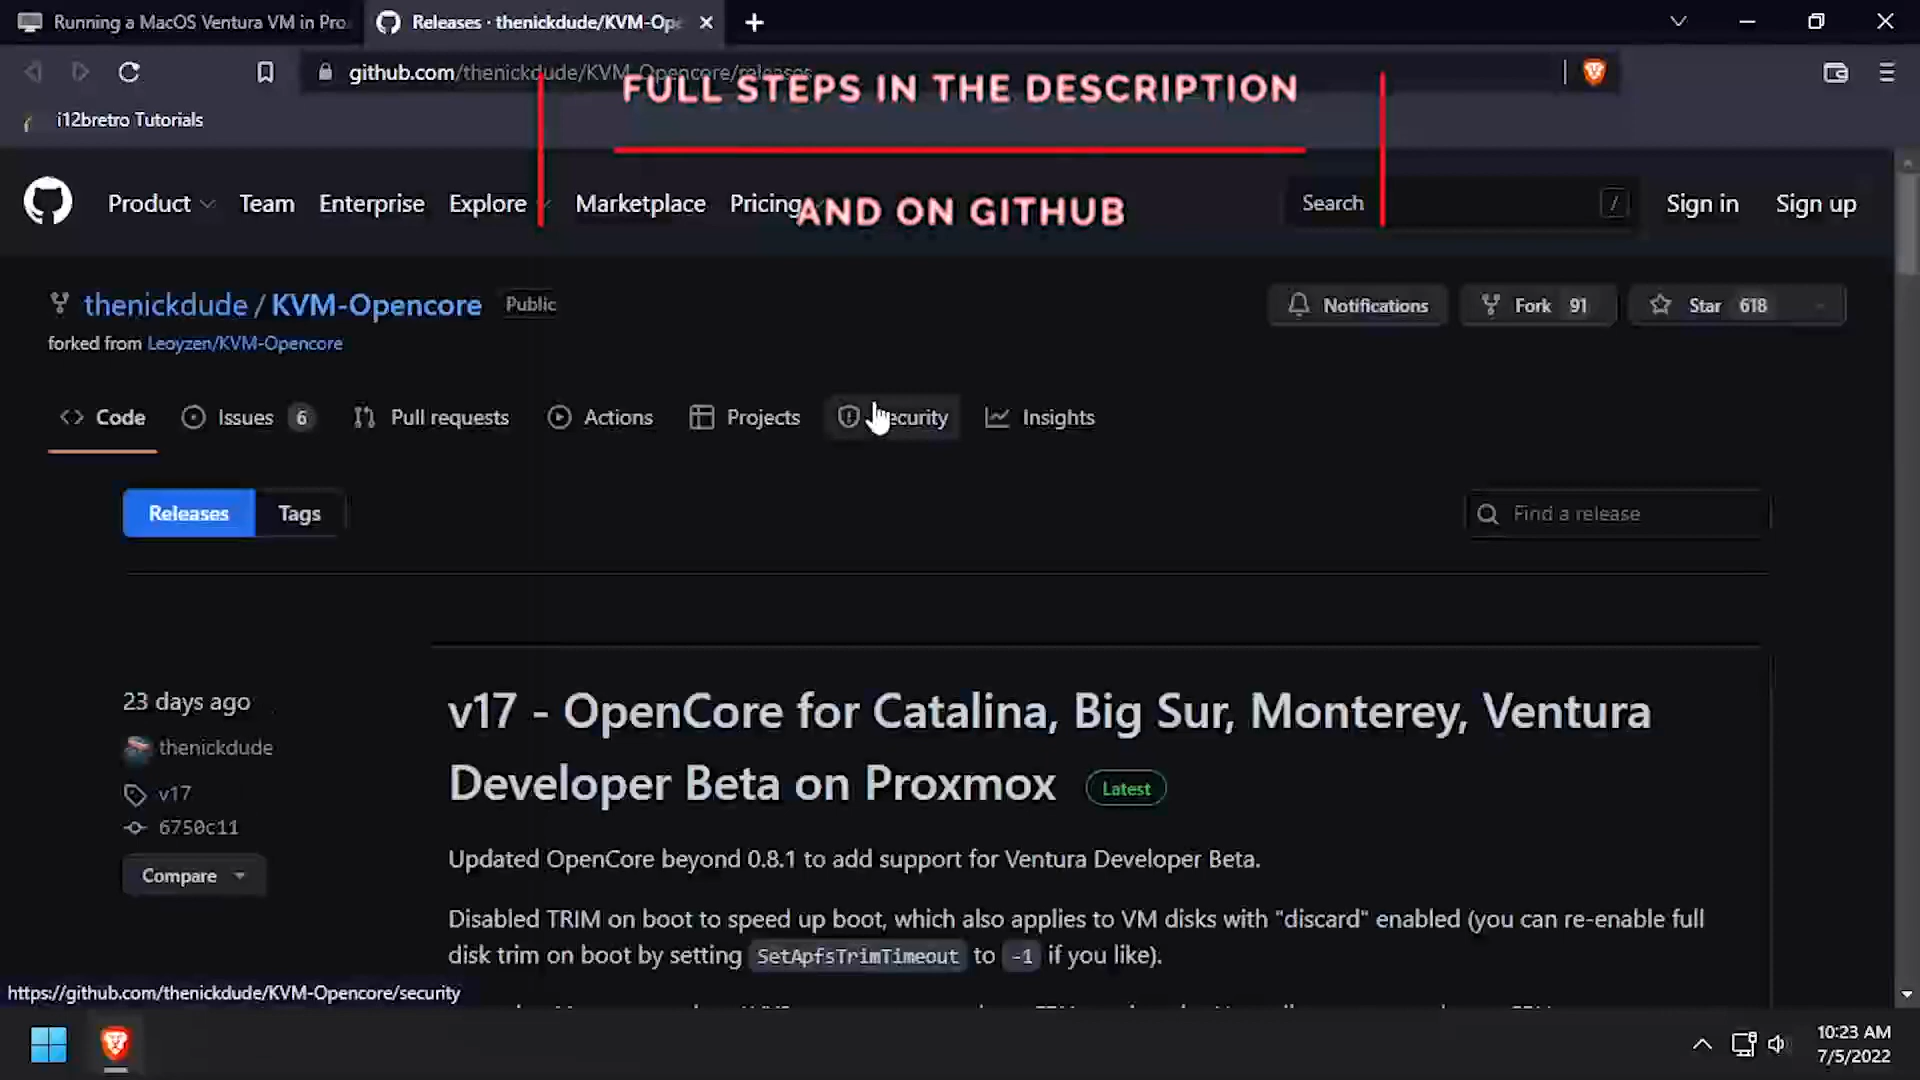 Running a MacOS Ventura VM in Pro
Releases · thenickdude/KVM-Ope
github.com/thenickdude/KVM-Opencore/releases
FULL STEPS IN THE DESCRIPTION
i12bretro Tutorials
Product
Team
Enterprise
Explore
Marketplace
Pricing
AND ON GITHUB
Search
/
Sign in
Sign up
thenickdude / KVM-Opencore
Public
Notifications
Fork 91
Star 618
forked from Leoyzen/KVM-Opencore
Code
Issues 6
Pull requests
Actions
Projects
ecurity
Insights
Releases
Tags
Find a release
23 days ago
thenickdude
v17
6750c11
Compare
v17 - OpenCore for Catalina, Big Sur, Monterey, Ventura
Developer Beta on Proxmox
Latest
Updated OpenCore beyond 0.8.1 to add support for Ventura Developer Beta.
Disabled TRIM on boot to speed up boot, which also applies to VM disks with "discard" enabled (you can re-enable full
disk trim on boot by setting SetApfsTrimTimeout to -1 if you like).
https://github.com/thenickdude/KVM-Opencore/security
10:23 AM
7/5/2022